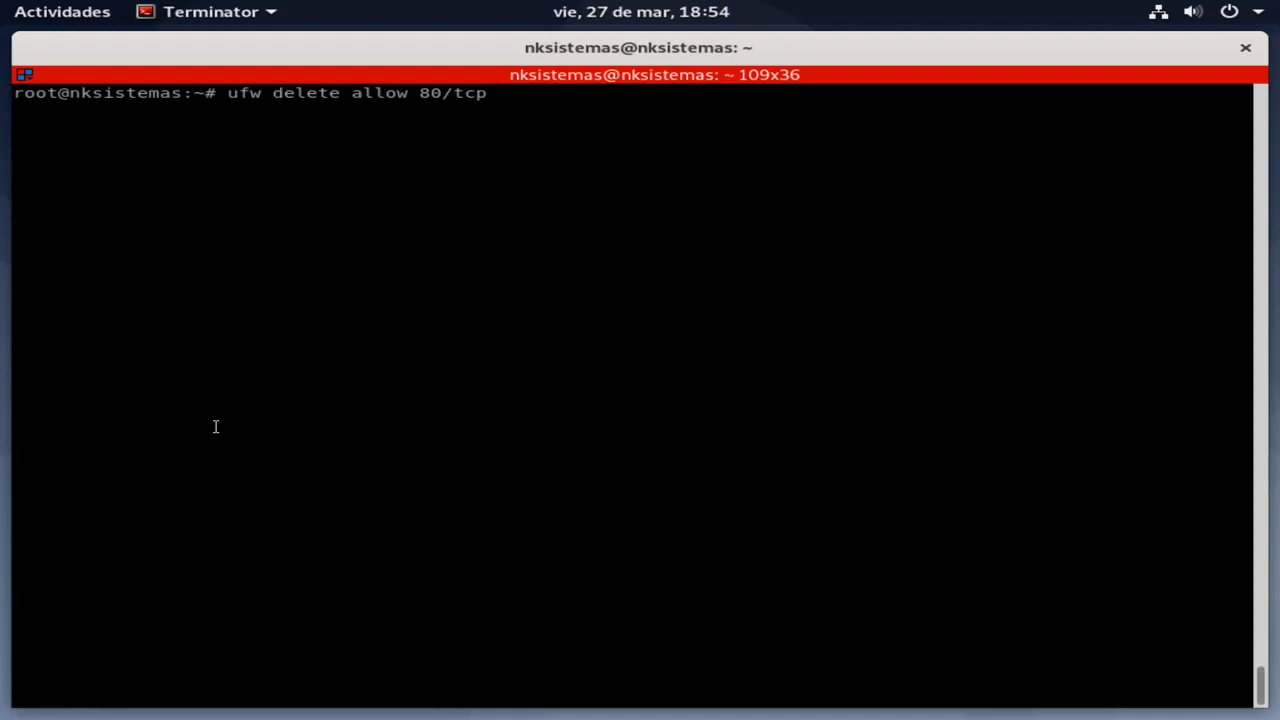 Actividades Terminator vie, 27 de mar, 18:54
nksistemas@nksistemas: ~
nksistemas@nksistemas: ~ 109x36
root@nksistemas:~# ufw delete allow 80/tcp